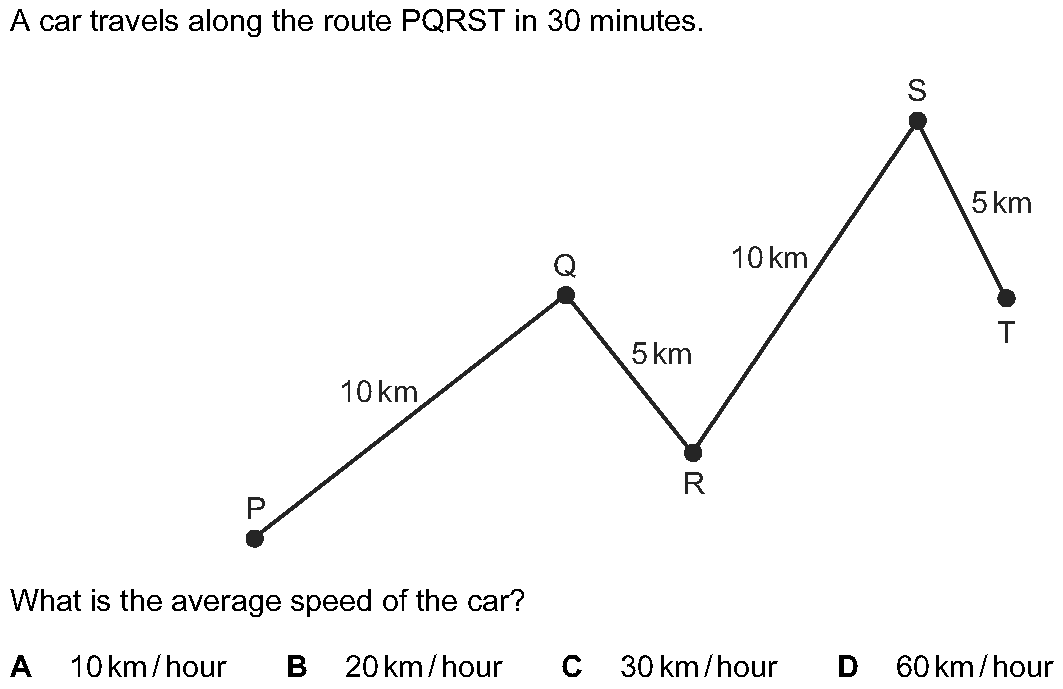 A car travels along the route PQRST in 30 minutes.
S
5 km
10 km
Q
T
5 km
10 km
R
P
What is the average speed of the car?
A 10 km / hour B 20 km / hour C 30 km / hour D 60 km / hour